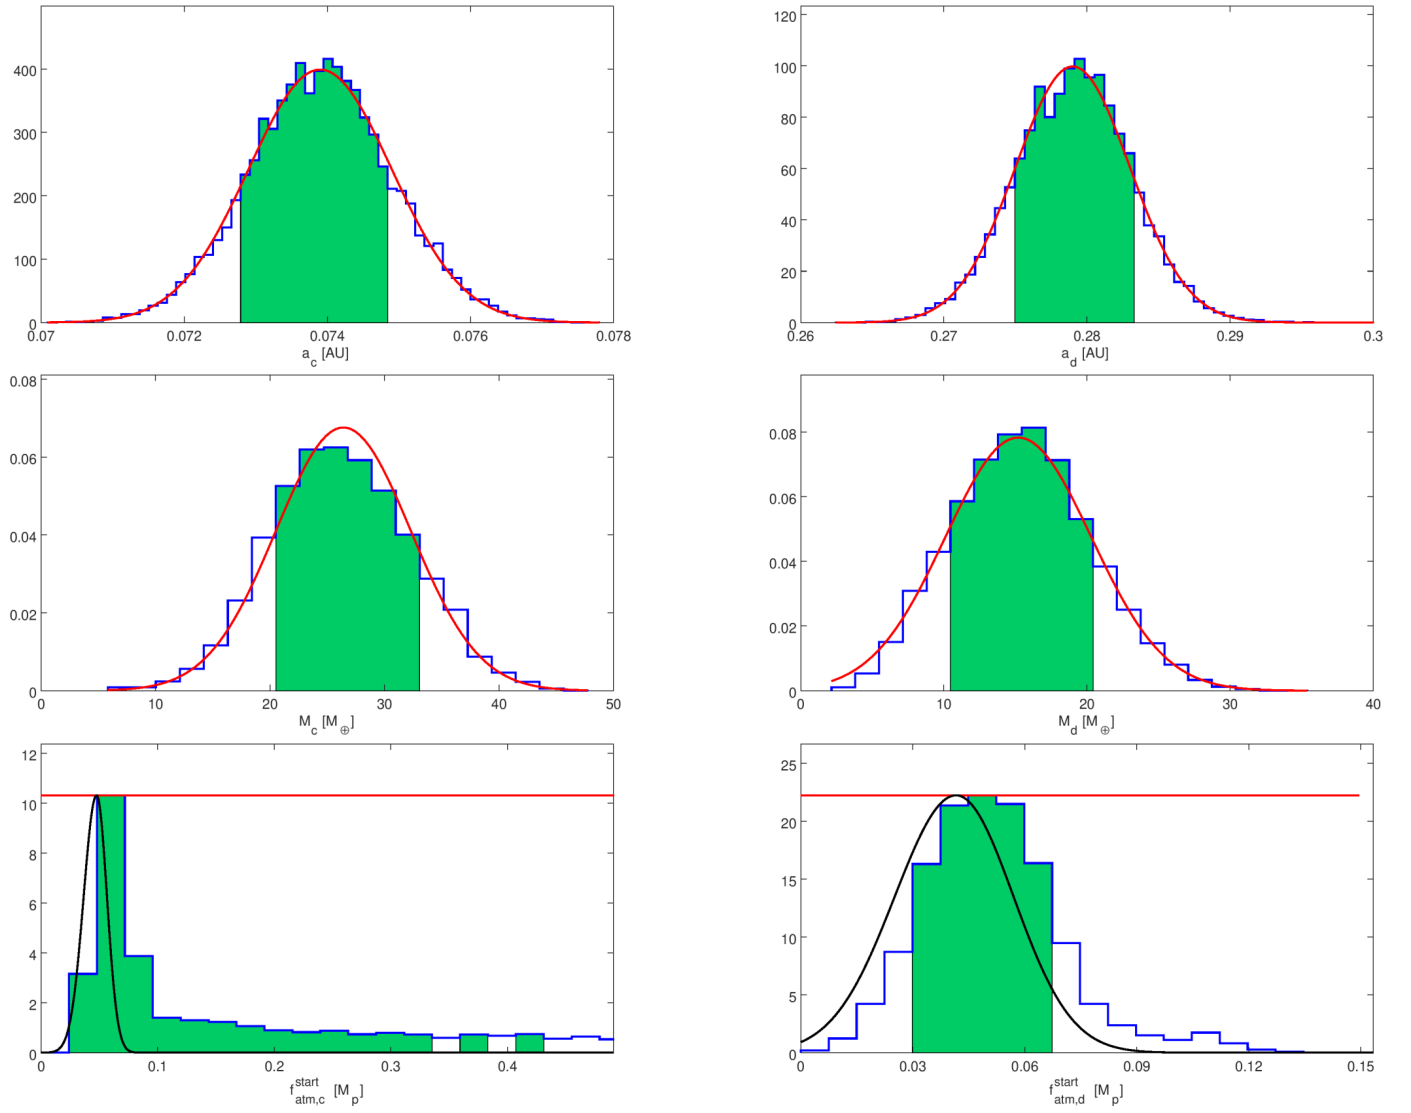 400
300
200
100
0
0.07 0.072 0.074 0.076 0.078
a_c [AU]
120
100
80
60
40
20
0
0.26 0.27 0.28 0.29 0.3
a_d [AU]
0.08
0.06
0.04
0.02
0
0 10 20 30 40 50
M_c [M_⊕]
0.08
0.06
0.04
0.02
0
0 10 20 30 40
M_d [M_⊕]
12
10
8
6
4
2
0
0 0.1 0.2 0.3 0.4
f^start_atm,c [M_p]
25
20
15
10
5
0
0 0.03 0.06 0.09 0.12 0.15
f^start_atm,d [M_p]